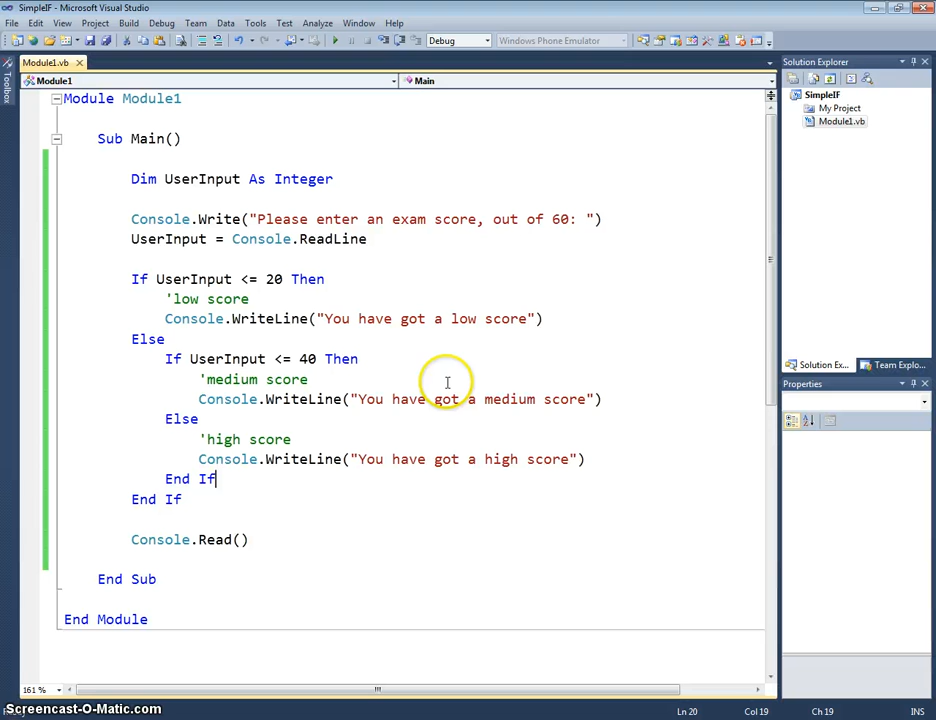 SimpleIF - Microsoft Visual Studio
File Edit View Project Build Debug Team Data Tools Test Analyze Window Help
Debug Windows Phone Emulator
Module1.vb
Toolbox
Module1 Main
Module Module1
Sub Main()
Dim UserInput As Integer
Console.Write("Please enter an exam score, out of 60: ")
UserInput = Console.ReadLine
If UserInput <= 20 Then
'low score
Console.WriteLine("You have got a low score")
Else
If UserInput <= 40 Then
'medium score
Console.WriteLine("You have got a medium score")
Else
'high score
Console.WriteLine("You have got a high score")
End If
End If
Console.Read()
End Sub
End Module
161 %
Solution Explorer
SimpleIF
My Project
Module1.vb
Solution Ex... Team Explo...
Properties
Screencast-O-Matic.com
Ln 20 Col 19 Ch 19 INS